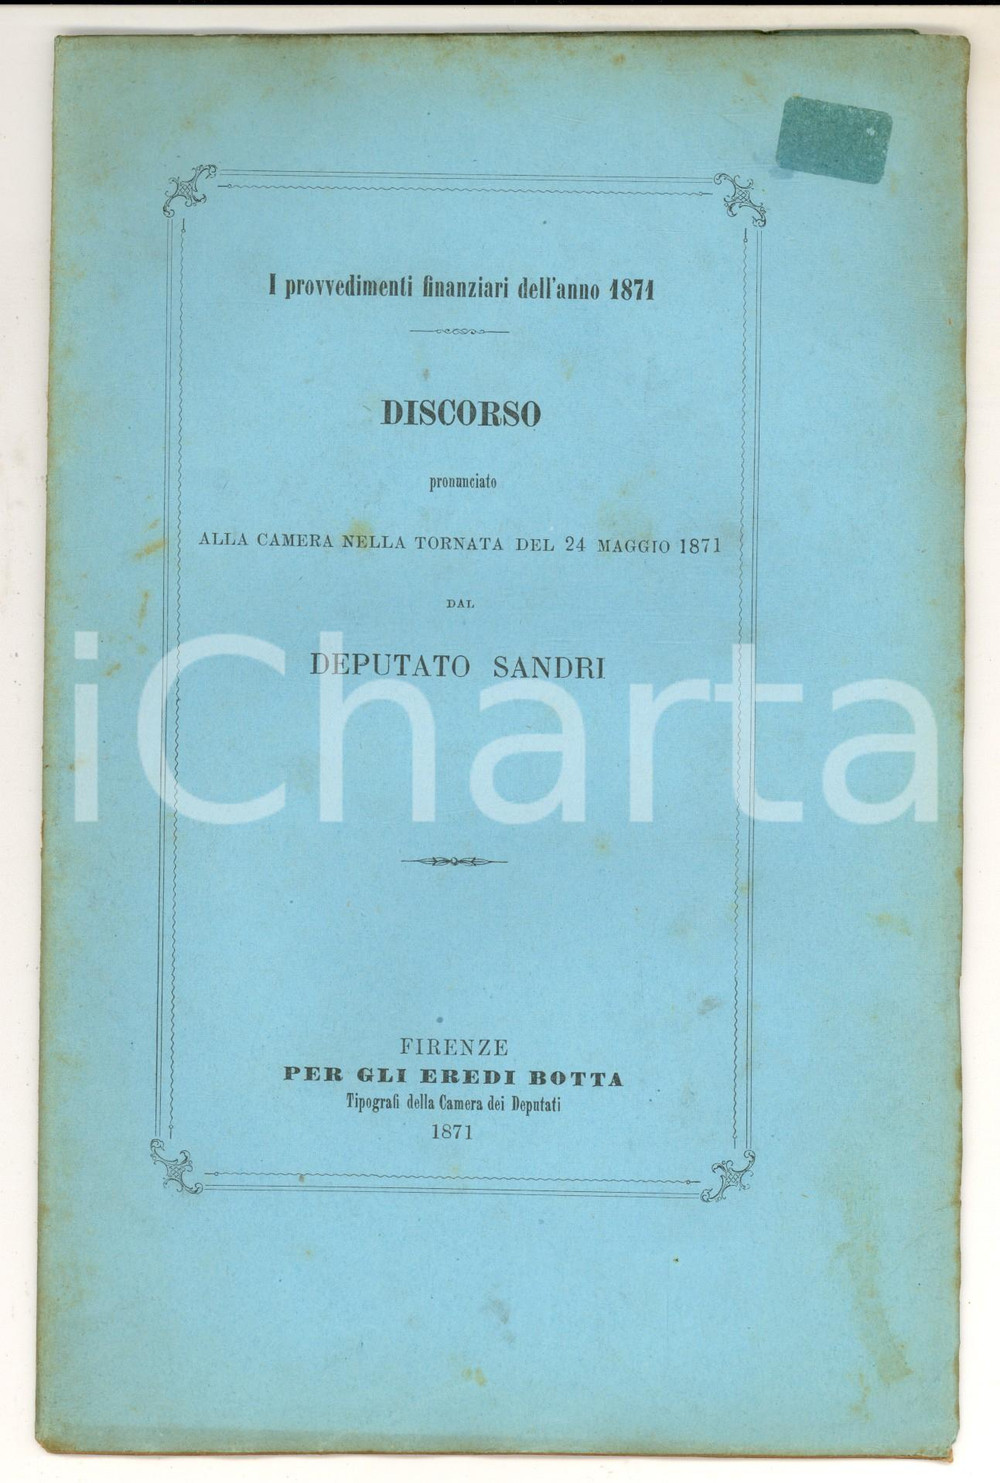 I provvedimenti finanziari dell'anno 1871
DISCORSO
pronunciato
ALLA CAMERA NELLA TORNATA DEL 24 MAGGIO 1871
DAL
DEPUTATO SANDRI
iCharta
FIRENZE
PER GLI EREDI BOTTA
Tipografi della Camera dei Deputati
1871